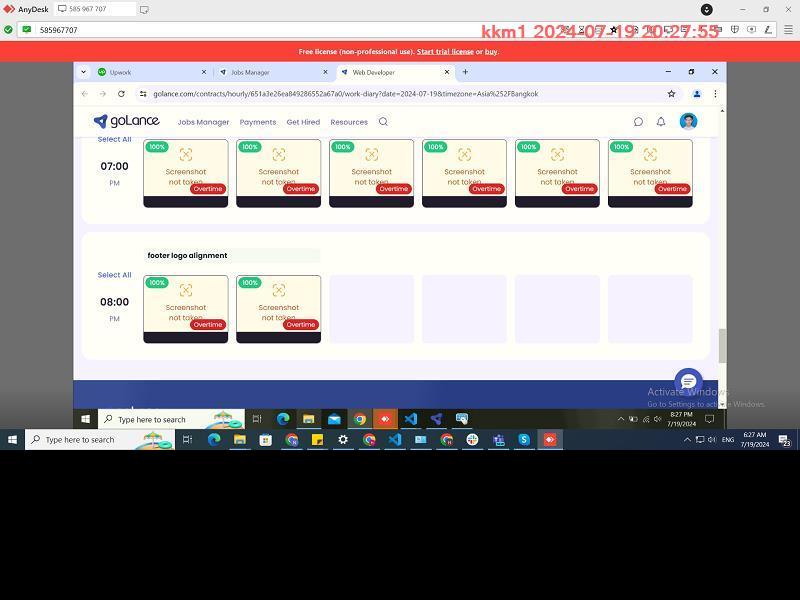 AnyDesk 585 967 707
585967707
kkm1 2024-07-19 20:27:55
Free license (non-professional use). Start trial license or buy.
Upwork Jobs Manager Web Developer
golance.com/contracts/hourly/651a3e26ea849286552a67a0/work-diary?date=2024-07-19&timezone=Asia%252FBangkok
goLance Jobs Manager Payments Get Hired Resources
Select All
07:00
PM
100% 100% 100% 100% 100% 100%
Screenshot Screenshot Screenshot Screenshot Screenshot Screenshot
not taken not taken not taken not taken not taken not taken
Overtime Overtime Overtime Overtime Overtime Overtime
footer logo alignment
Select All
08:00
PM
100% 100%
Screenshot Screenshot
not taken not taken
Overtime Overtime
Activate Windows
Go to Settings to activate Windows.
Type here to search 8:27 PM
7/19/2024
Type here to search ENG 6:27 AM
7/19/2024
23